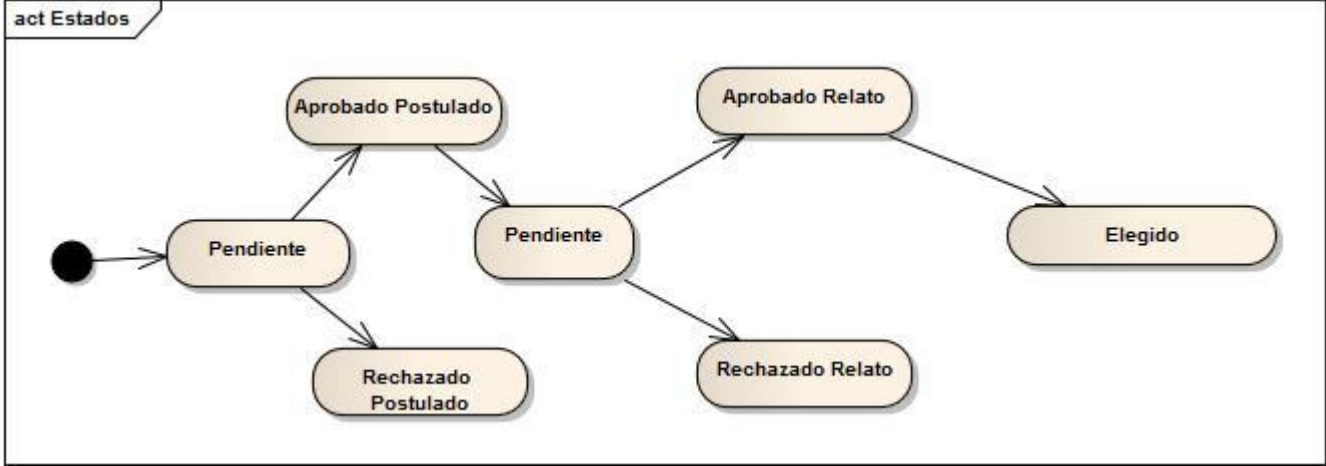 act Estados
Aprobado Postulado
Aprobado Relato
Pendiente
Pendiente
Elegido
Rechazado
Postulado
Rechazado Relato